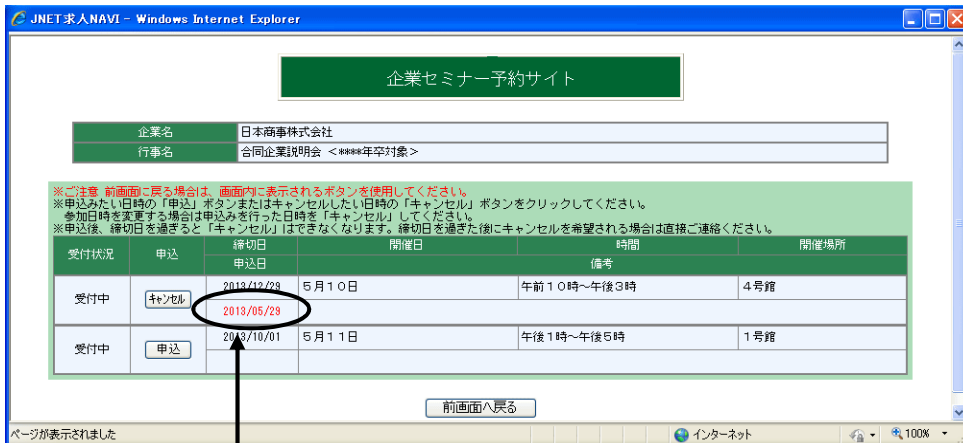 JNET求人NAVI - Windows Internet Explorer
企業セミナー予約サイト
企業名 日本商事株式会社
行事名 合同企業説明会 <****年卒対象>
※ご注意 前画面に戻る場合は、画面内に表示されるボタンを使用してください。
※申込みたい日時の「申込」ボタンまたはキャンセルしたい日時の「キャンセル」ボタンをクリックしてください。
参加日時を変更する場合は申込みを行った日時を「キャンセル」してください。
※申込後、締切日を過ぎると「キャンセル」はできなくなります。締切日を過ぎた後にキャンセルを希望される場合は直接ご連絡ください。
受付状況 申込 締切日 開催日 時間 開催場所
申込日 備考
受付中 キャンセル 2013/12/29 5月10日 午前10時~午後3時 4号館
2013/05/29
受付中 申込 2013/10/01 5月11日 午後1時~午後5時 1号館
前画面へ戻る
ページが表示されました インターネット 100%